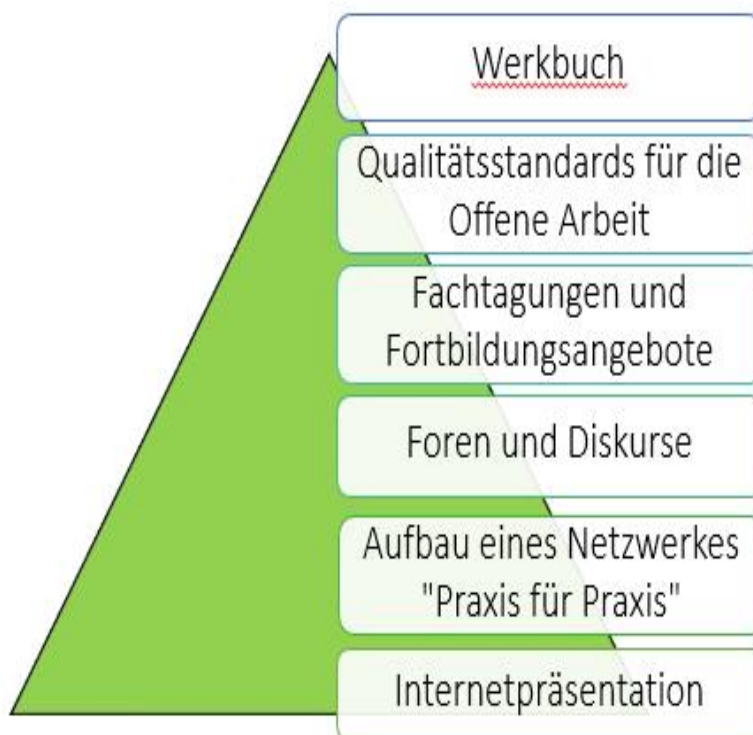 Werkbuch
Qualitätsstandards für die
Offene Arbeit
Fachtagungen und
Fortbildungsangebote
Foren und Diskurse
Aufbau eines Netzwerkes
"Praxis für Praxis"
Internetpräsentation